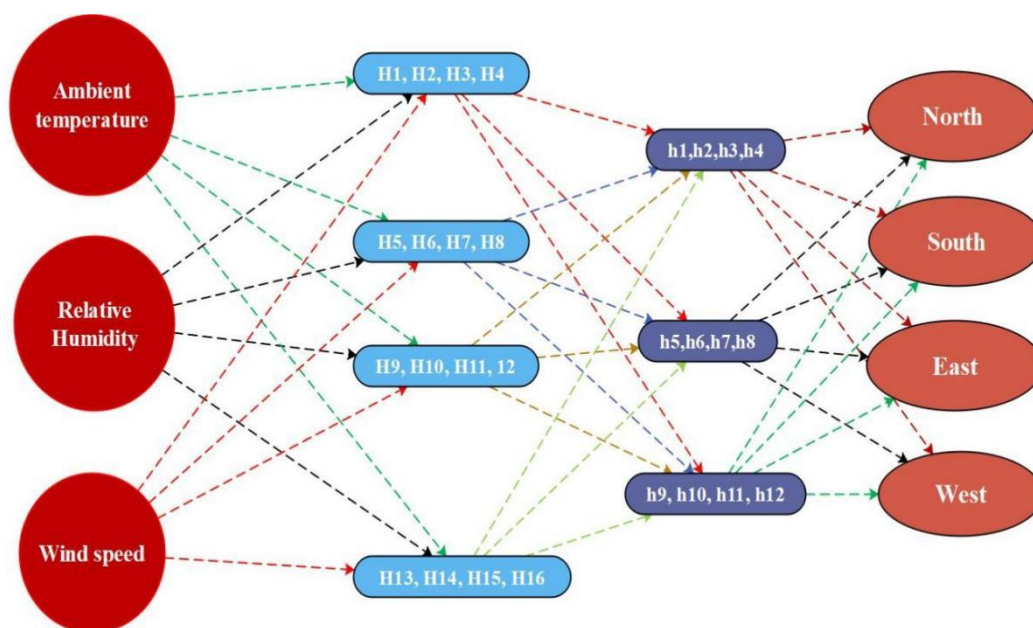 Ambient
temperature
Relative
Humidity
Wind speed
H1, H2, H3, H4
H5, H6, H7, H8
H9, H10, H11, 12
H13, H14, H15, H16
h1,h2,h3,h4
h5,h6,h7,h8
h9, h10, h11, h12
North
South
East
West